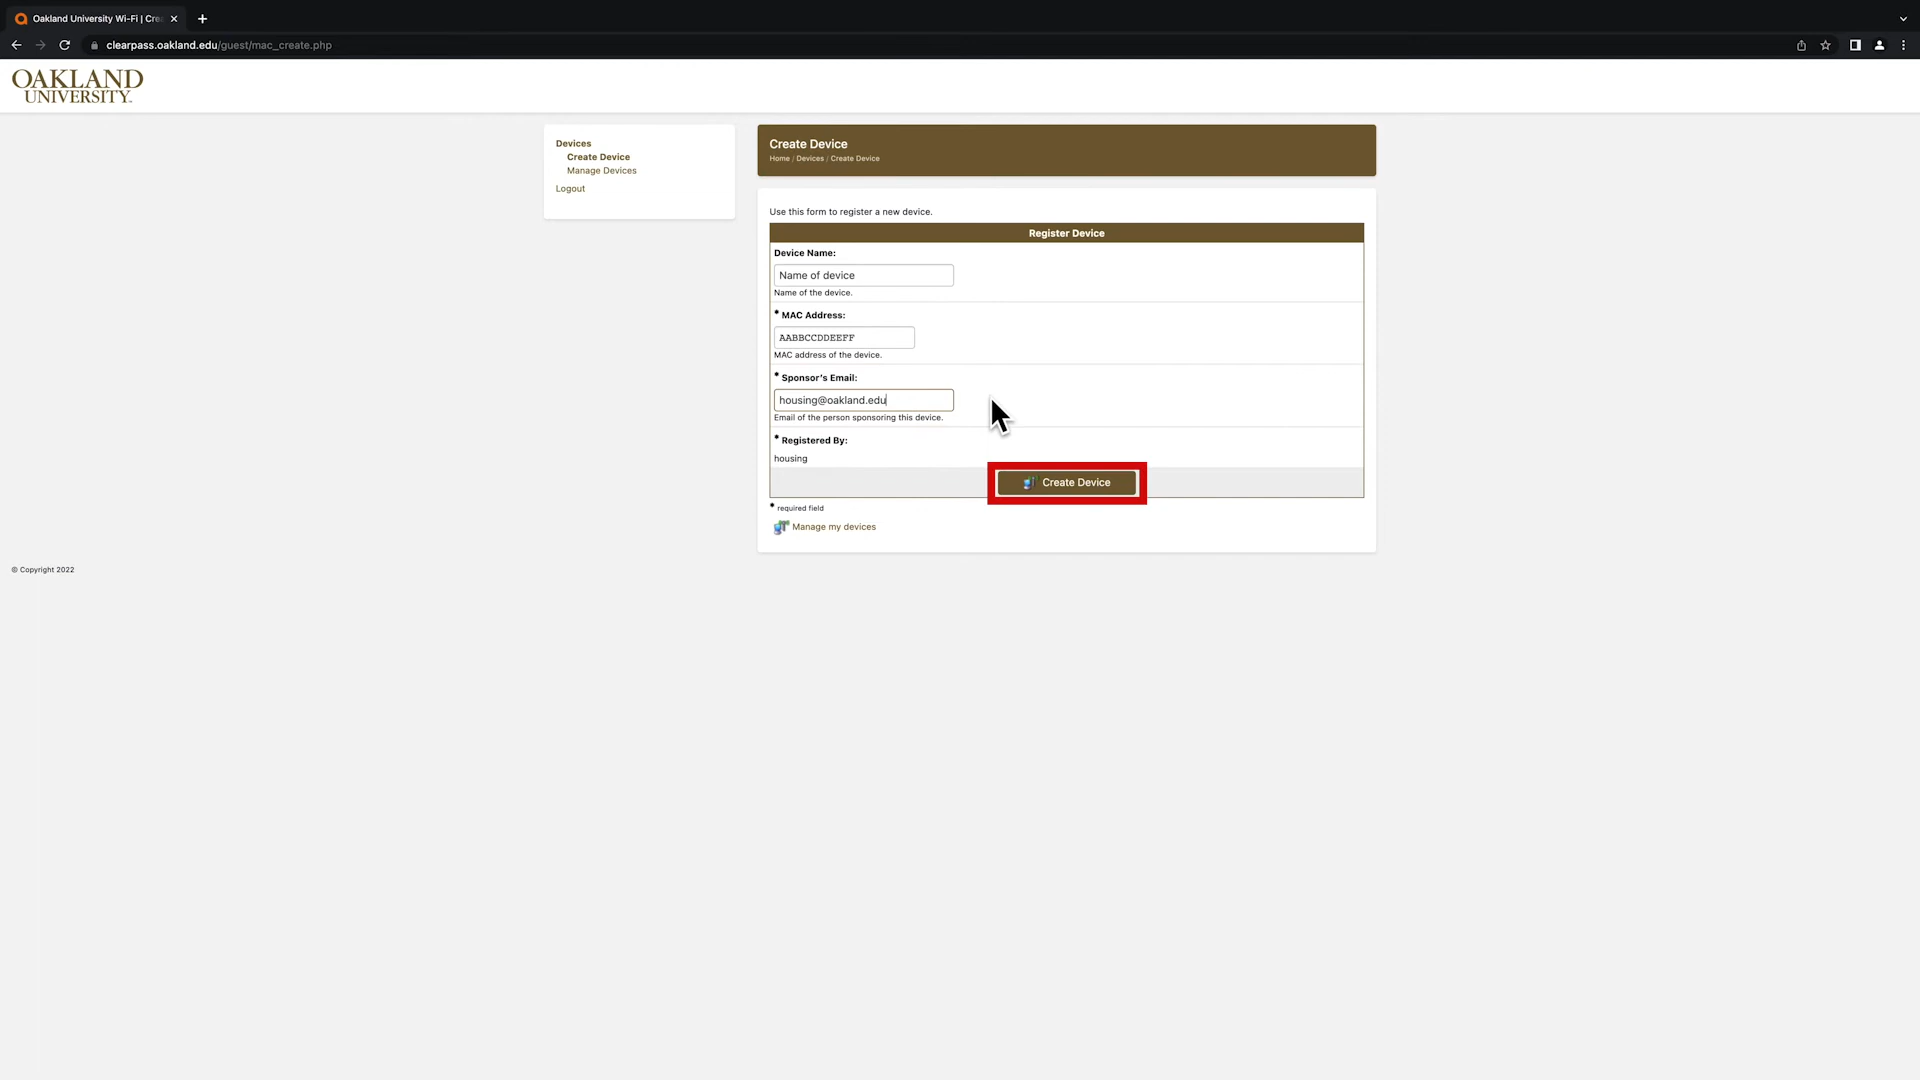 Oakland University Wi-Fi | Cre
clearpass.oakland.edu/guest/mac_create.php
OAKLAND
UNIVERSITY
Devices
Create Device
Manage Devices
Logout
Create Device
Home / Devices / Create Device
Use this form to register a new device.
Register Device
Device Name:
Name of device
Name of the device.
* MAC Address:
AABBCCDDEEFF
MAC address of the device.
* Sponsor's Email:
housing@oakland.edu
Email of the person sponsoring this device.
* Registered By:
housing
Create Device
* required field
Manage my devices
© Copyright 2022